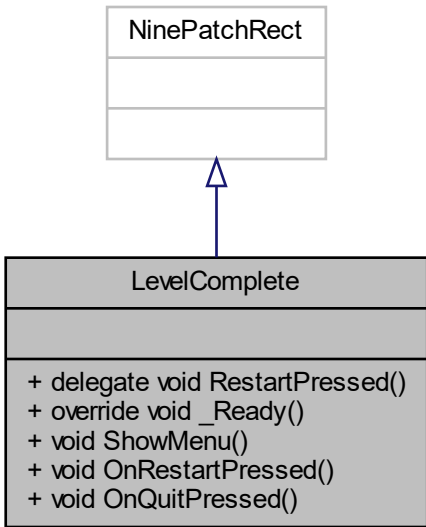 NinePatchRect
LevelComplete
+ delegate void RestartPressed()
+ override void _Ready()
+ void ShowMenu()
+ void OnRestartPressed()
+ void OnQuitPressed()